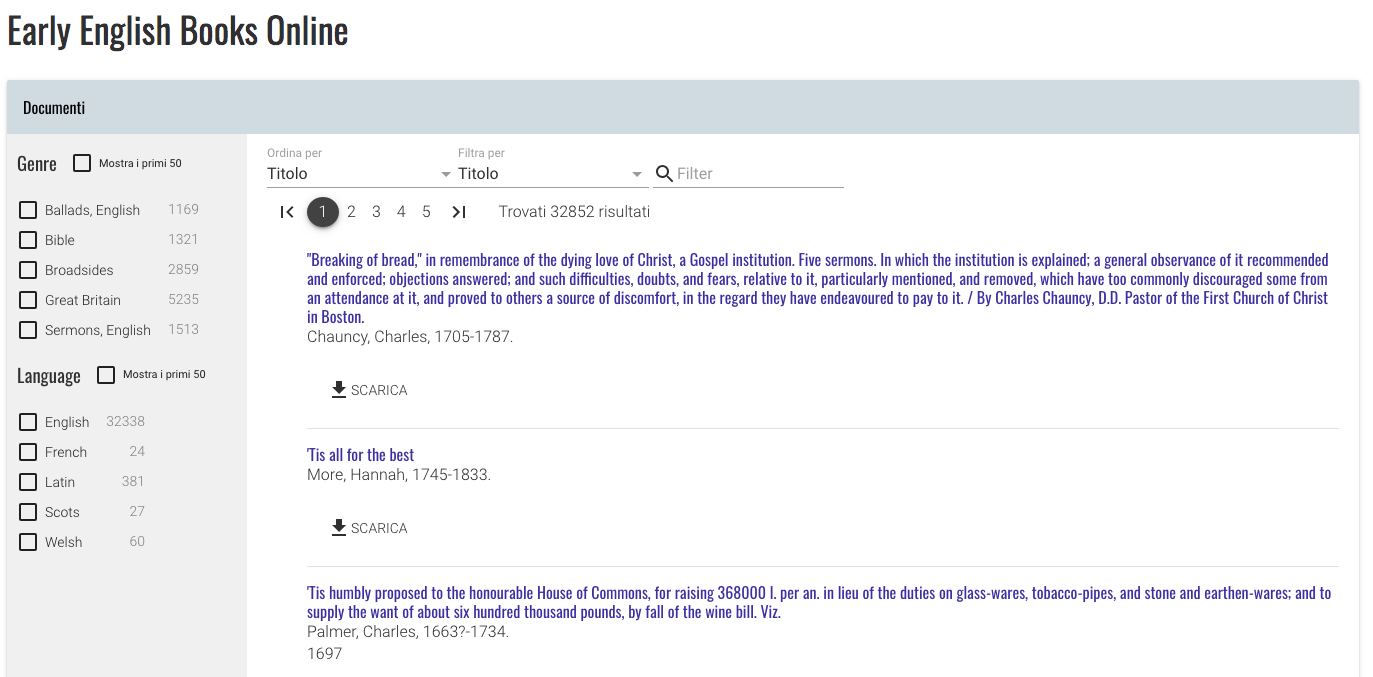 Early English Books Online
Documenti
Genre
Mostra i primi 50
Ballads, English 1169
Bible 1321
Broadsides 2859
Great Britain 5235
Sermons, English 1513
Language
Mostra i primi 50
English 32338
French 24
Latin 381
Scots 27
Welsh 60
Ordina per
Titolo
Filtra per
Titolo
Filter
1 2 3 4 5 Trovati 32852 risultati
"Breaking of bread," in remembrance of the dying love of Christ, a Gospel institution. Five sermons. In which the institution is explained; a general observance of it recommended
and enforced; objections answered; and such difficulties, doubts, and fears, relative to it, particularly mentioned, and removed, which have too commonly discouraged some from
an attendance at it, and proved to others a source of discomfort, in the regard they have endeavoured to pay to it. / By Charles Chauncy, D.D. Pastor of the First Church of Christ
in Boston.
Chauncy, Charles, 1705-1787.
SCARICA
'Tis all for the best
More, Hannah, 1745-1833.
SCARICA
'Tis humbly proposed to the honourable House of Commons, for raising 368000 l. per an. in lieu of the duties on glass-wares, tobacco-pipes, and stone and earthen-wares; and to
supply the want of about six hundred thousand pounds, by fall of the wine bill. Viz.
Palmer, Charles, 1663?-1734.
1697